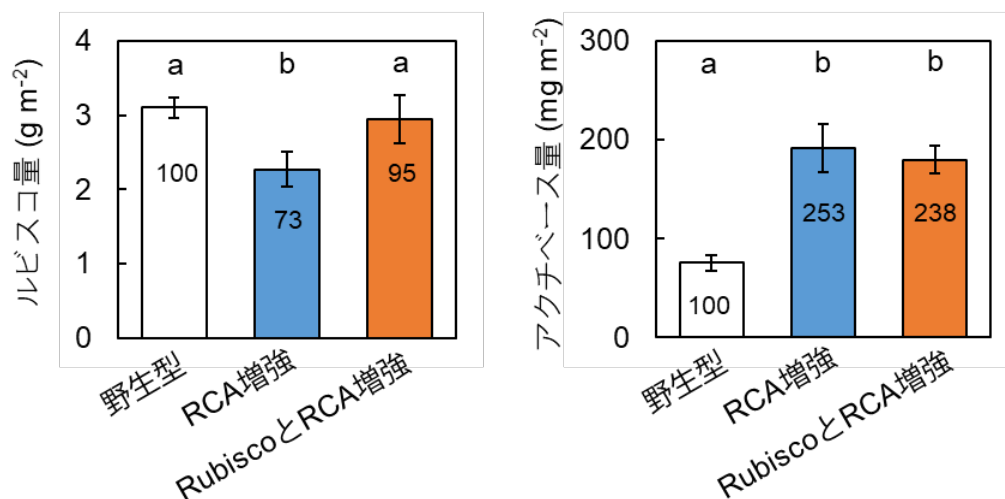 ルビスコ量 (g m-2)
4
3
2
1
0
a
b
a
100
73
95
野生型
RCA増強
RubiscoとRCA増強
アクチベース量 (mg m-2)
300
200
100
0
a
b
b
100
253
238
野生型
RCA増強
RubiscoとRCA増強